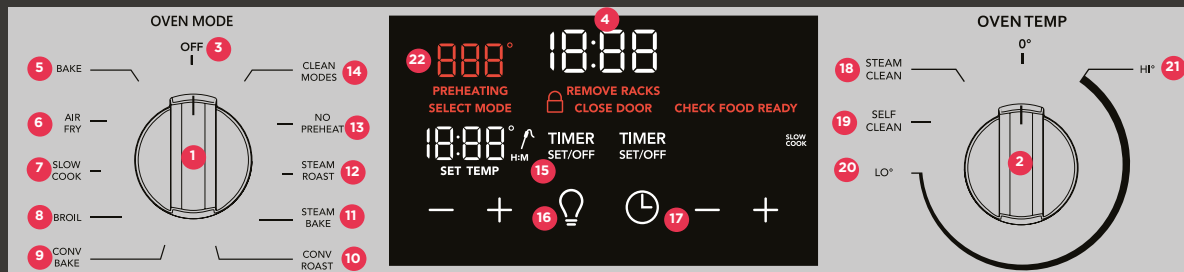 OVEN MODE
OFF 3
5 BAKE
CLEAN
MODES 14
6 AIR
FRY
NO
PREHEAT 13
1
7 SLOW
COOK
STEAM
ROAST 12
8 BROIL
STEAM
BAKE 11
9 CONV
BAKE
CONV
ROAST 10
4
22 888° 18:88
PREHEATING REMOVE RACKS
SELECT MODE CLOSE DOOR CHECK FOOD READY
18:88° H:M TIMER TIMER SLOW
SET/OFF SET/OFF COOK
SET TEMP 15
− + 16 17 − +
OVEN TEMP
0°
18 STEAM
CLEAN
HI° 21
19 SELF
CLEAN
2
20 LO°